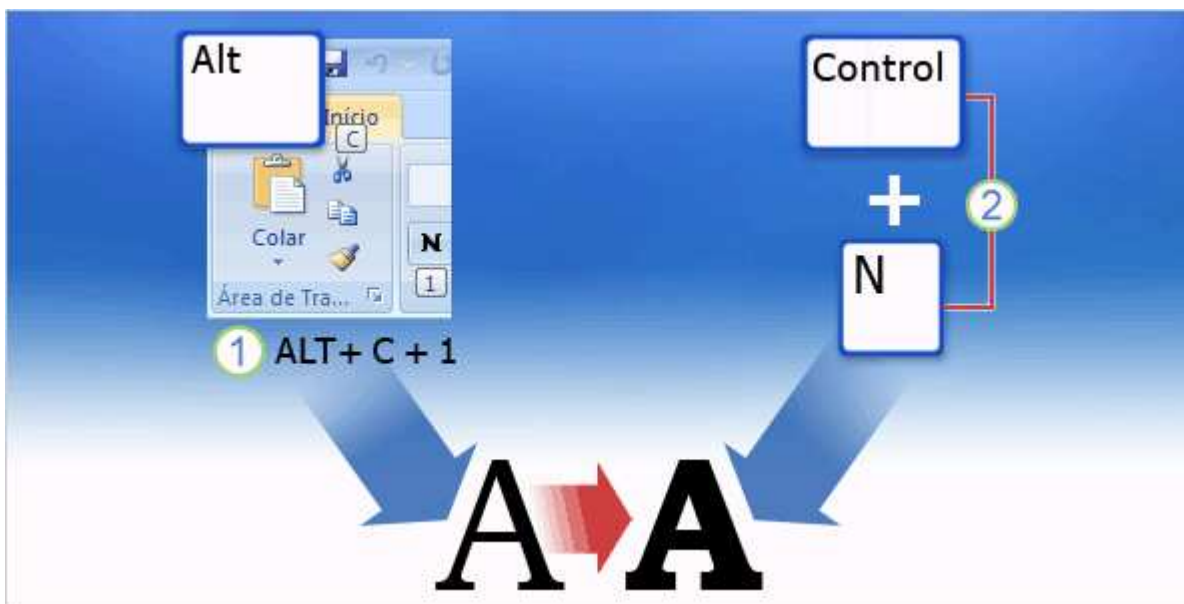 Alt
Início
C
Colar
N
1
Área de Tra...
1 ALT+ C + 1
Control
+
2
N
A A